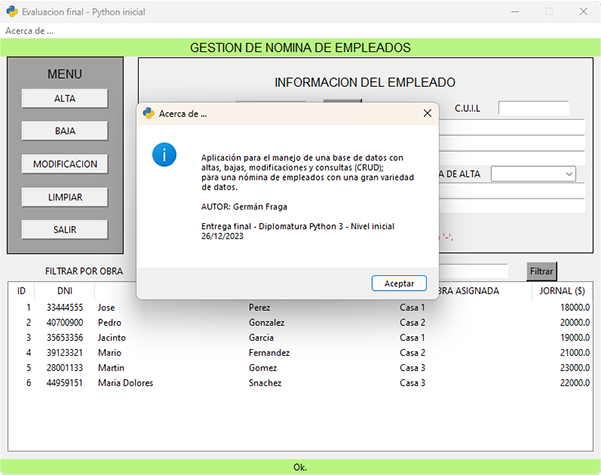 Evaluacion final - Python inicial
Acerca de ...
GESTION DE NOMINA DE EMPLEADOS
MENU
ALTA
BAJA
MODIFICACION
LIMPIAR
SALIR
INFORMACION DEL EMPLEADO
C.U.I.L
DE ALTA
'-'.
Acerca de ...
Aplicación para el manejo de una base de datos con
altas, bajas, modificaciones y consultas (CRUD);
para una nómina de empleados con una gran variedad
de datos.
AUTOR: Germán Fraga
Entrega final - Diplomatura Python 3 - Nivel inicial
26/12/2023
Aceptar
FILTRAR POR OBRA
Filtrar
ID DNI ASIGNADA JORNAL ($)
1 33444555 Jose Perez Casa 1 18000.0
2 40700900 Pedro Gonzalez Casa 2 20000.0
3 35653356 Jacinto Garcia Casa 1 19000.0
4 39123321 Mario Fernandez Casa 2 21000.0
5 28001133 Martin Gomez Casa 3 23000.0
6 44959151 Maria Dolores Snachez Casa 3 22000.0
Ok.